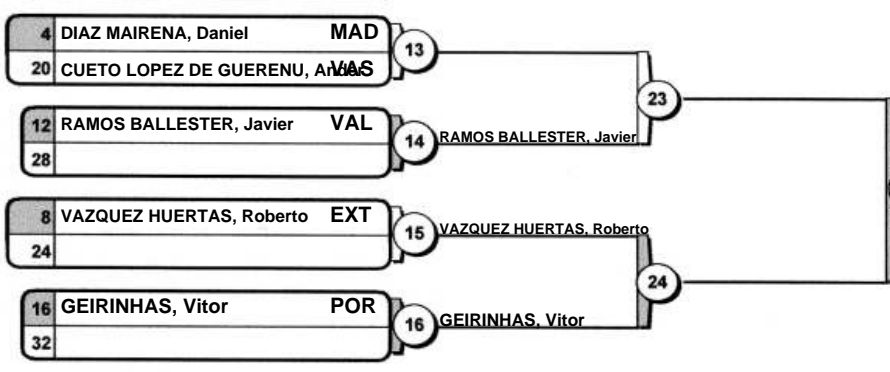 4 DIAZ MAIRENA, Daniel MAD
13
20 CUETO LOPEZ DE GUERENU, Ander VAS
23
12 RAMOS BALLESTER, Javier VAL
14 RAMOS BALLESTER, Javier
28
8 VAZQUEZ HUERTAS, Roberto EXT
15 VAZQUEZ HUERTAS, Roberto
24
24
16 GEIRINHAS, Vitor POR
16 GEIRINHAS, Vitor
32